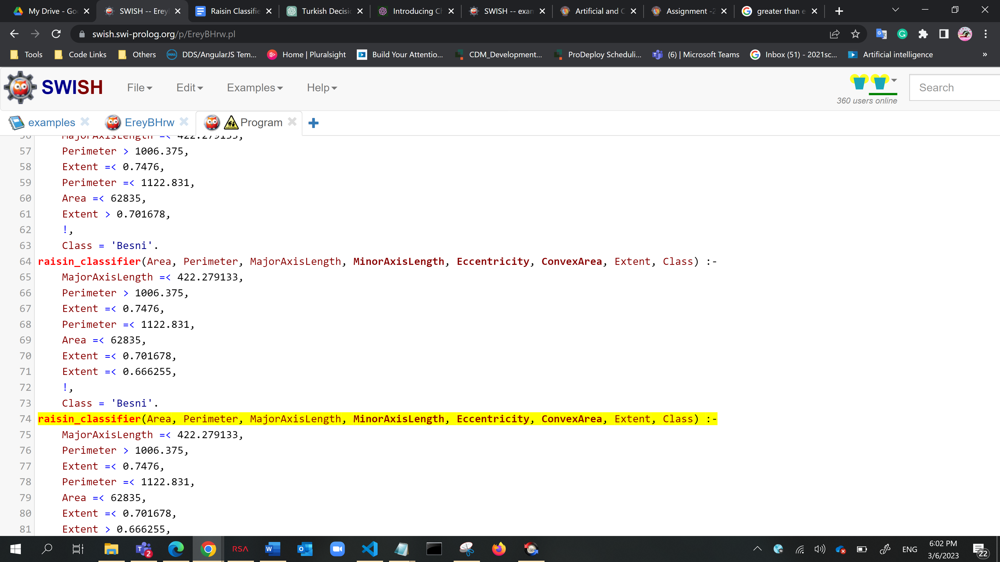 My Drive - Goo
SWISH -- EreyI
Raisin Classifie
Turkish Decisio
Introducing Ch
SWISH -- exam
Artificial and C
Assignment -2
greater than e
swish.swi-prolog.org/p/EreyBHrw.pl
Tools
Code Links
Others
DDS/AngularJS Tem...
Home | Pluralsight
Build Your Attentio...
CDM_Development...
ProDeploy Scheduli...
(6) | Microsoft Teams
Inbox (51) - 2021sc...
Artificial intelligence
»
SWISH
File
Edit
Examples
Help
360 users online
Search
examples
EreyBHrw
Program
56 MajorAxisLength =< 422.279133,
57 Perimeter > 1006.375,
58 Extent =< 0.7476,
59 Perimeter =< 1122.831,
60 Area =< 62835,
61 Extent > 0.701678,
62 !,
63 Class = 'Besni'.
64 raisin_classifier(Area, Perimeter, MajorAxisLength, MinorAxisLength, Eccentricity, ConvexArea, Extent, Class) :-
65 MajorAxisLength =< 422.279133,
66 Perimeter > 1006.375,
67 Extent =< 0.7476,
68 Perimeter =< 1122.831,
69 Area =< 62835,
70 Extent =< 0.701678,
71 Extent =< 0.666255,
72 !,
73 Class = 'Besni'.
74 raisin_classifier(Area, Perimeter, MajorAxisLength, MinorAxisLength, Eccentricity, ConvexArea, Extent, Class) :-
75 MajorAxisLength =< 422.279133,
76 Perimeter > 1006.375,
77 Extent =< 0.7476,
78 Perimeter =< 1122.831,
79 Area =< 62835,
80 Extent =< 0.701678,
81 Extent > 0.666255,
2
RSA
ENG
6:02 PM
3/6/2023
22